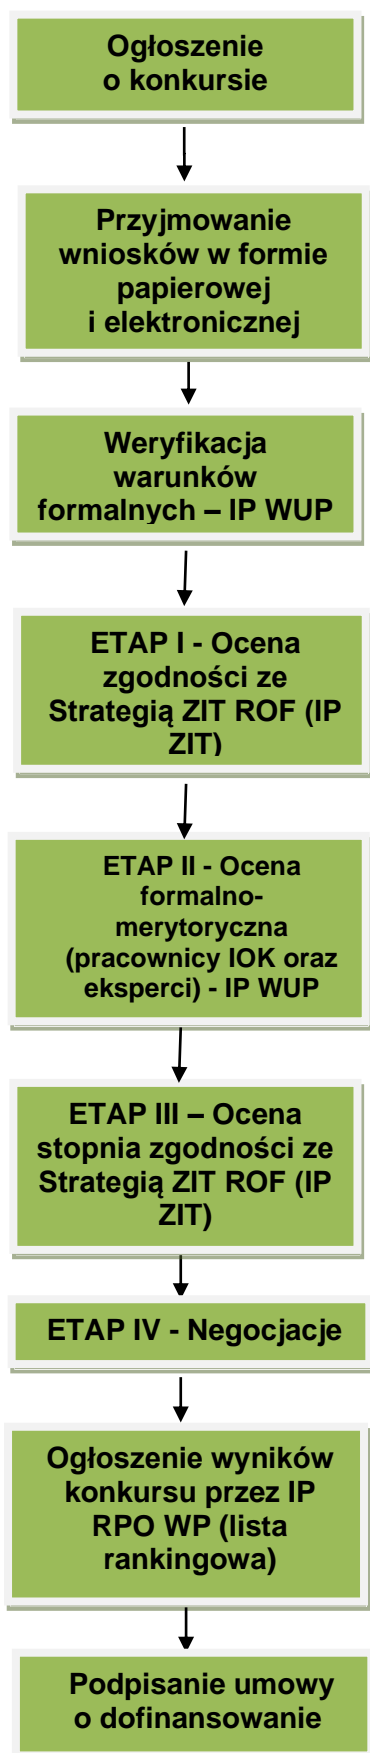 Ogłoszenie
o konkursie
Przyjmowanie
wniosków w formie
papierowej
i elektronicznej
Weryfikacja
warunków
formalnych – IP WUP
ETAP I - Ocena
zgodności ze
Strategią ZIT ROF (IP
ZIT)
ETAP II - Ocena
formalno-
merytoryczna
(pracownicy IOK oraz
eksperci) - IP WUP
ETAP III – Ocena
stopnia zgodności ze
Strategią ZIT ROF (IP
ZIT)
ETAP IV - Negocjacje
Ogłoszenie wyników
konkursu przez IP
RPO WP (lista
rankingowa)
Podpisanie umowy
o dofinansowanie